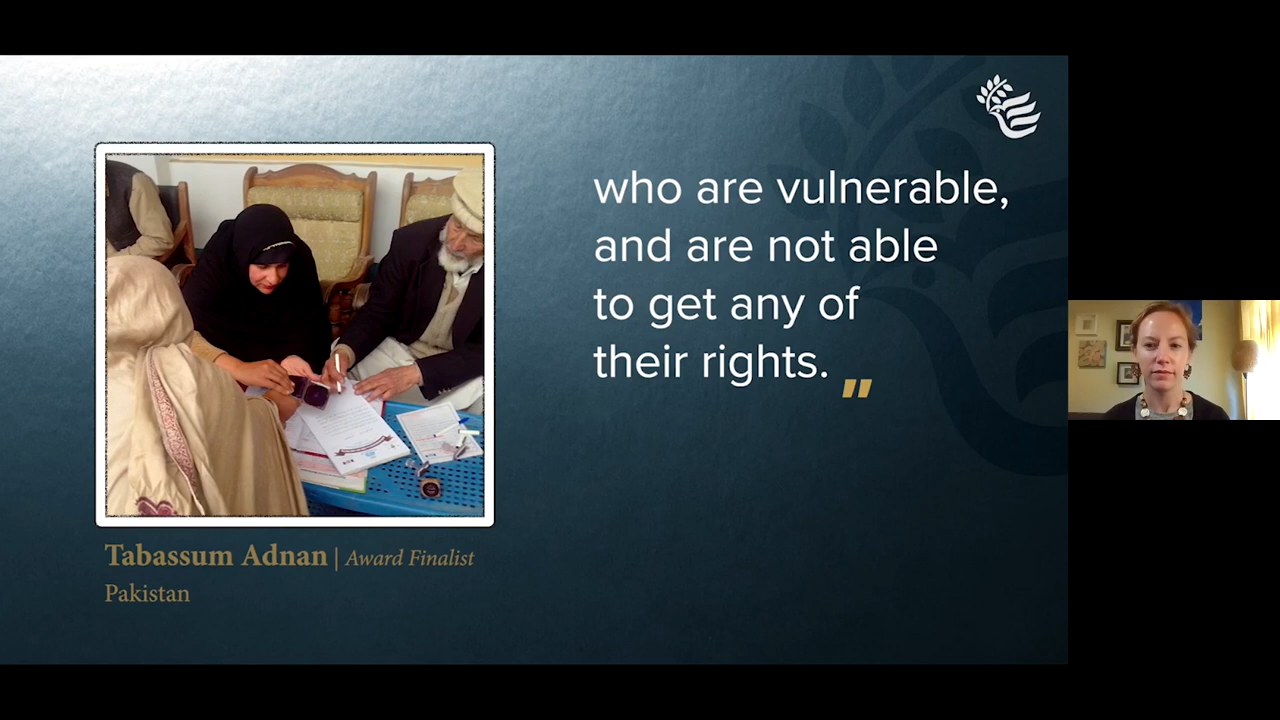 who are vulnerable,
and are not able
to get any of
their rights. "
Tabassum Adnan | Award Finalist
Pakistan